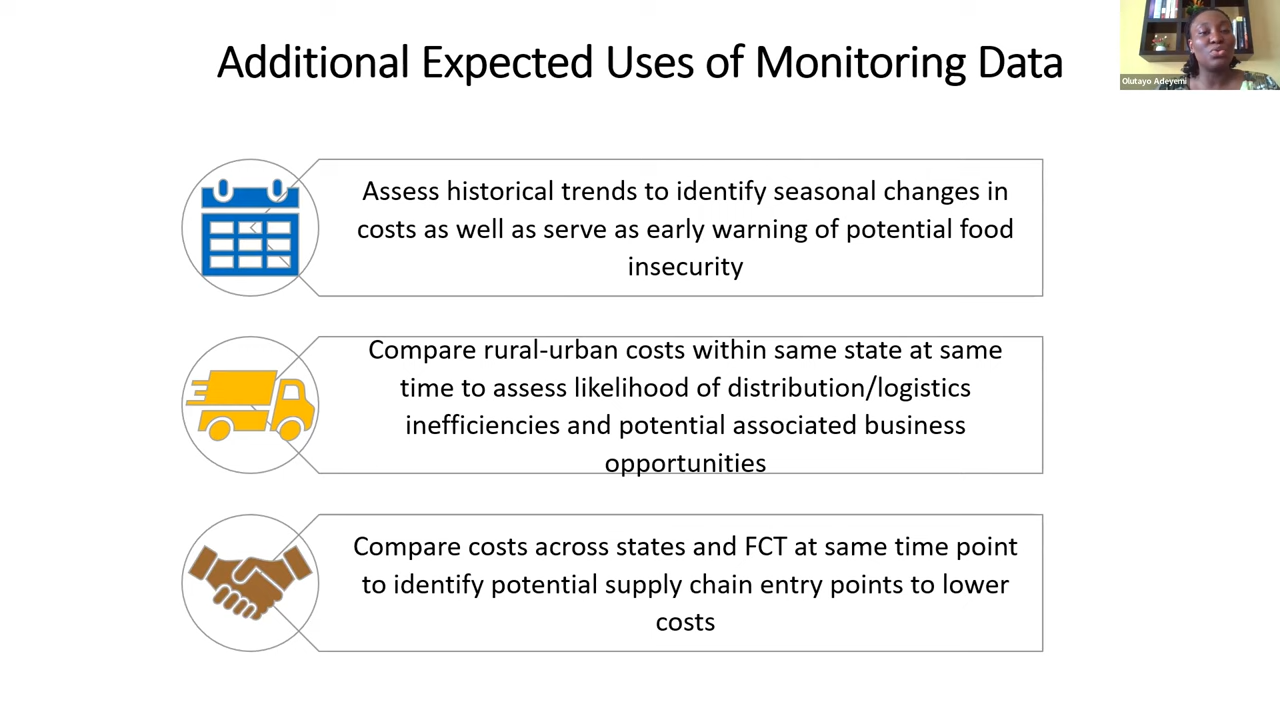 Additional Expected Uses of Monitoring Data
Olutayo Adeyemi
Assess historical trends to identify seasonal changes in
costs as well as serve as early warning of potential food
insecurity
Compare rural-urban costs within same state at same
time to assess likelihood of distribution/logistics
inefficiencies and potential associated business
opportunities
Compare costs across states and FCT at same time point
to identify potential supply chain entry points to lower
costs